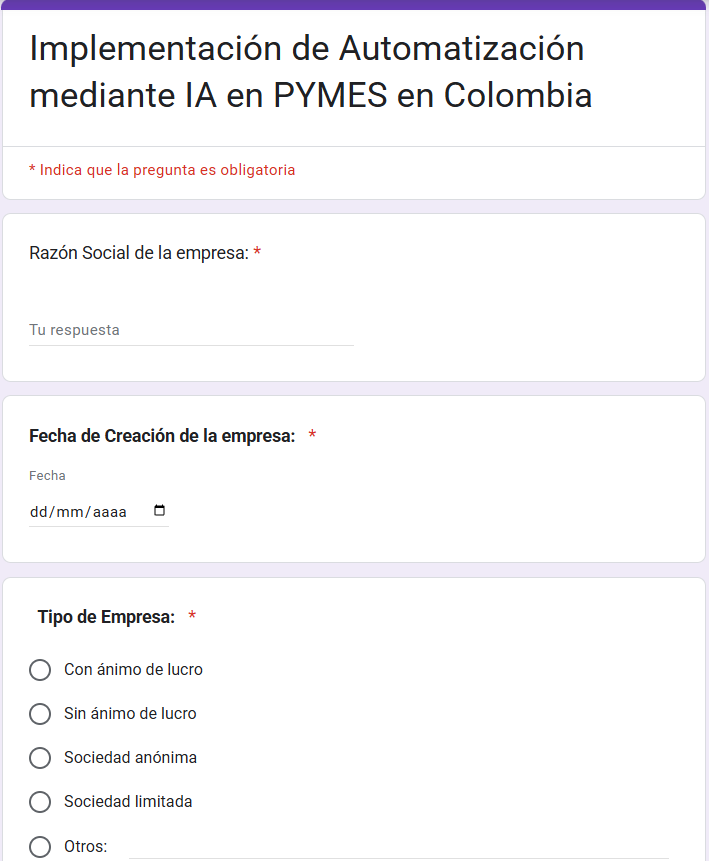 Implementación de Automatización
mediante IA en PYMES en Colombia
* Indica que la pregunta es obligatoria
Razón Social de la empresa: *
Tu respuesta
Fecha de Creación de la empresa: *
Fecha
dd/mm/aaaa
Tipo de Empresa: *
Con ánimo de lucro
Sin ánimo de lucro
Sociedad anónima
Sociedad limitada
Otros: